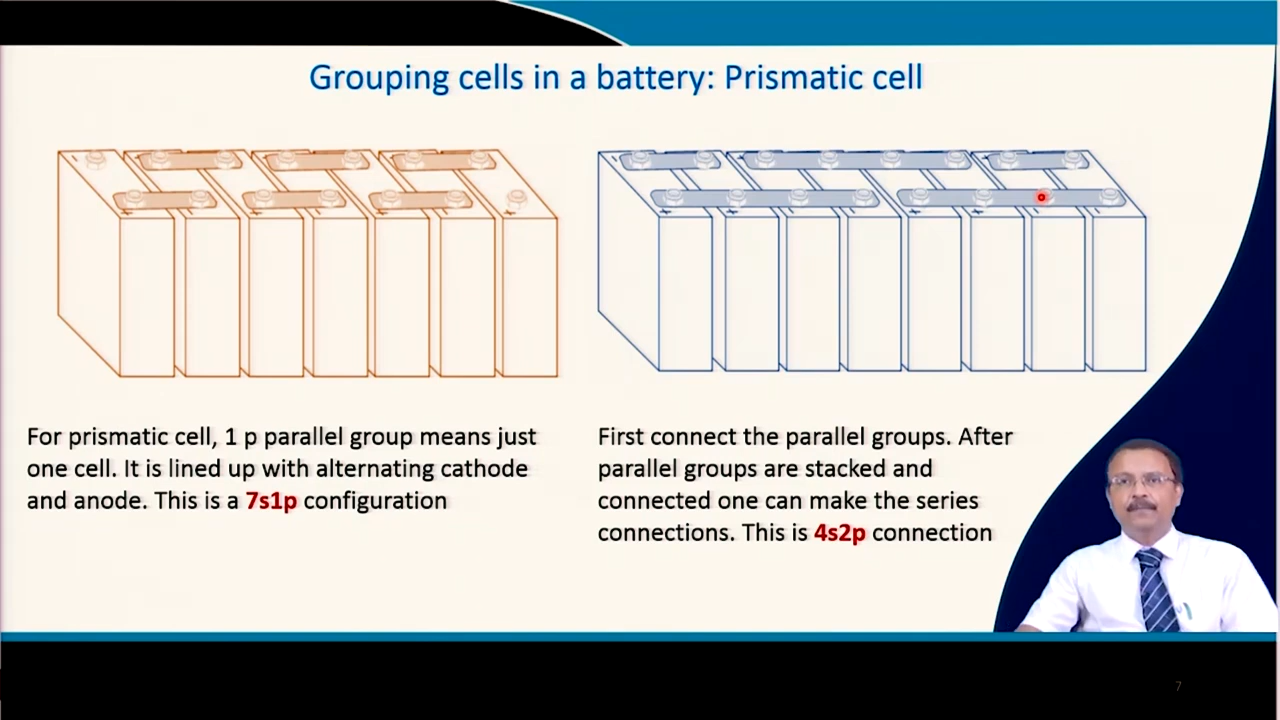 Grouping cells in a battery: Prismatic cell
For prismatic cell, 1 p parallel group means just
one cell. It is lined up with alternating cathode
and anode. This is a 7s1p configuration
First connect the parallel groups. After
parallel groups are stacked and
connected one can make the series
connections. This is 4s2p connection
7